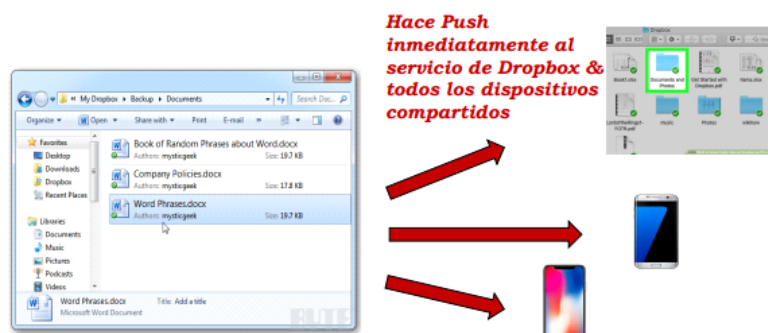 Hace Push
inmediatamente al
servicio de Dropbox &
todos los dispositivos
compartidos
« My Dropbox ▸ Backup ▸ Documents
Search Doc...
Organize Open Share with Print E-mail »
Favorites
Desktop
Downloads
Dropbox
Recent Places
Libraries
Documents
Music
Pictures
Podcasts
Videos
Book of Random Phrases about Word.docx
Authors: mysticgeek Size: 19.7 KB
Company Policies.docx
Authors: mysticgeek Size: 17.8 KB
Word Phrases.docx
Authors: mysticgeek Size: 19.7 KB
Word Phrases.docx Title: Add a title
Microsoft Word Document
Dropbox
Documents and
Photos
Get Started with
Dropbox.pdf
music
Photos